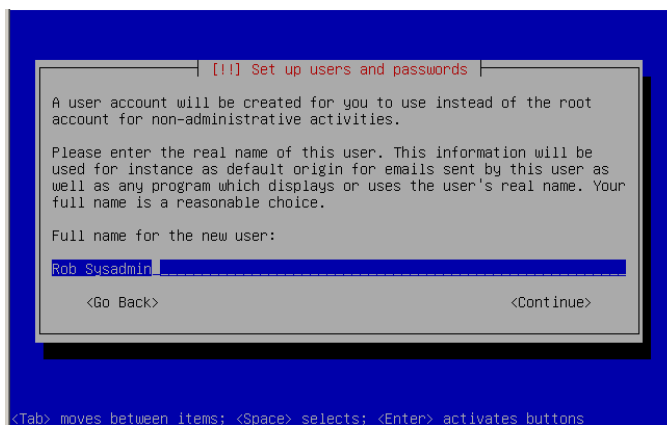 [!!] Set up users and passwords
A user account will be created for you to use instead of the root
account for non-administrative activities.
Please enter the real name of this user. This information will be
used for instance as default origin for emails sent by this user as
well as any program which displays or uses the user's real name. Your
full name is a reasonable choice.
Full name for the new user:
Rob Sysadmin
<Go Back> <Continue>
<Tab> moves between items; <Space> selects; <Enter> activates buttons